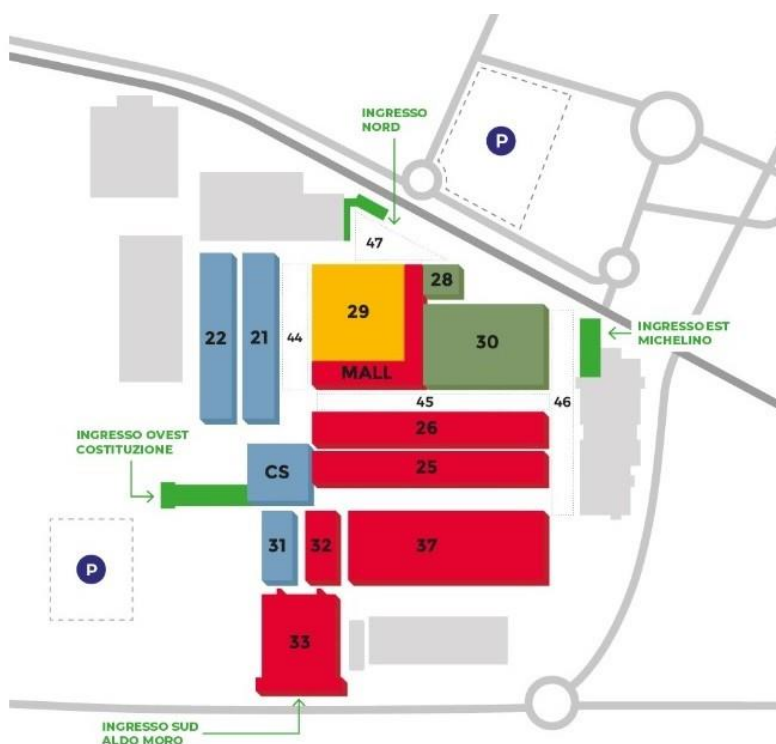 INGRESSO
NORD
P
47
28
29
44
22
21
30
INGRESSO EST
MICHELINO
MALL
45
46
26
INGRESSO OVEST
COSTITUZIONE
CS
25
31
32
37
P
33
INGRESSO SUD
ALDO MORO